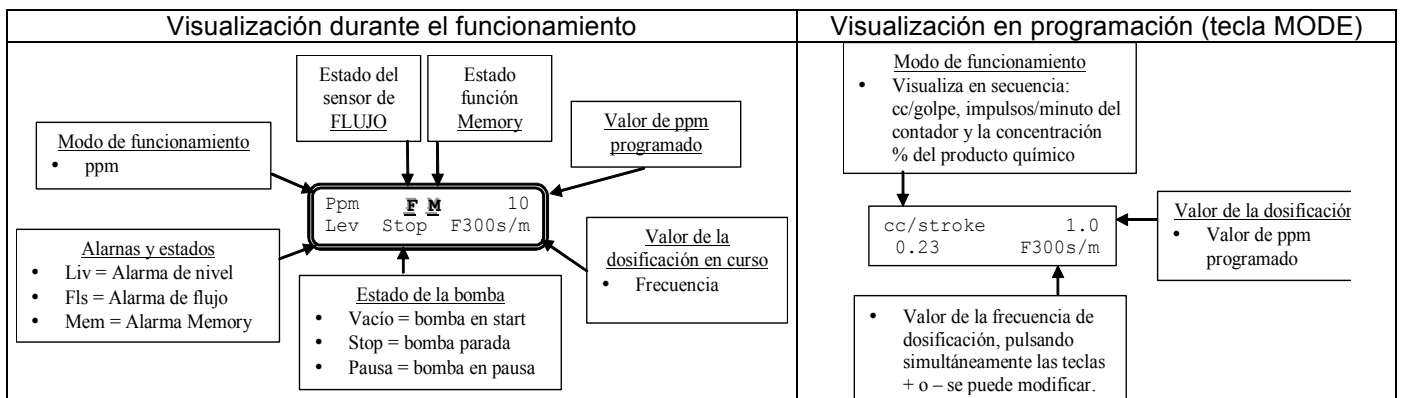 Visualización durante el funcionamiento
Visualización en programación (tecla MODE)
Estado del
sensor de
FLUJO
Estado
función
Memory
Modo de funcionamiento
• ppm
Valor de ppm
programado
Ppm F M 10
Lev Stop F300s/m
Alarnas y estados
• Liv = Alarma de nivel
• Fls = Alarma de flujo
• Mem = Alarma Memory
Estado de la bomba
• Vacío = bomba en start
• Stop = bomba parada
• Pausa = bomba en pausa
Valor de la
dosificación en curso
• Frecuencia
Modo de funcionamiento
• Visualiza en secuencia:
cc/golpe, impulsos/minuto del
contador y la concentración
% del producto químico
cc/stroke 1.0
0.23 F300s/m
Valor de la dosificación
• Valor de ppm
programado
• Valor de la frecuencia de
dosificación, pulsando
simultáneamente las teclas
+ o – se puede modificar.